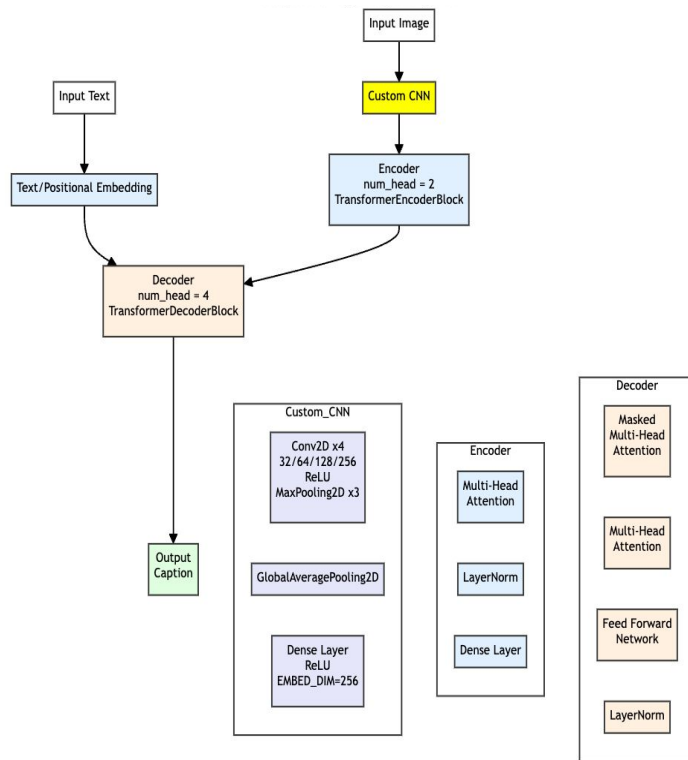 Input Image
Custom CNN
Input Text
Encoder
num_head = 2
TransformerEncoderBlock
Text/Positional Embedding
Decoder
num_head = 4
TransformerDecoderBlock
Output
Caption
Custom_CNN
Conv2D x4
32/64/128/256
ReLU
MaxPooling2D x3
GlobalAveragePooling2D
Dense Layer
ReLU
EMBED_DIM=256
Encoder
Multi-Head
Attention
LayerNorm
Dense Layer
Decoder
Masked
Multi-Head
Attention
Multi-Head
Attention
Feed Forward
Network
LayerNorm